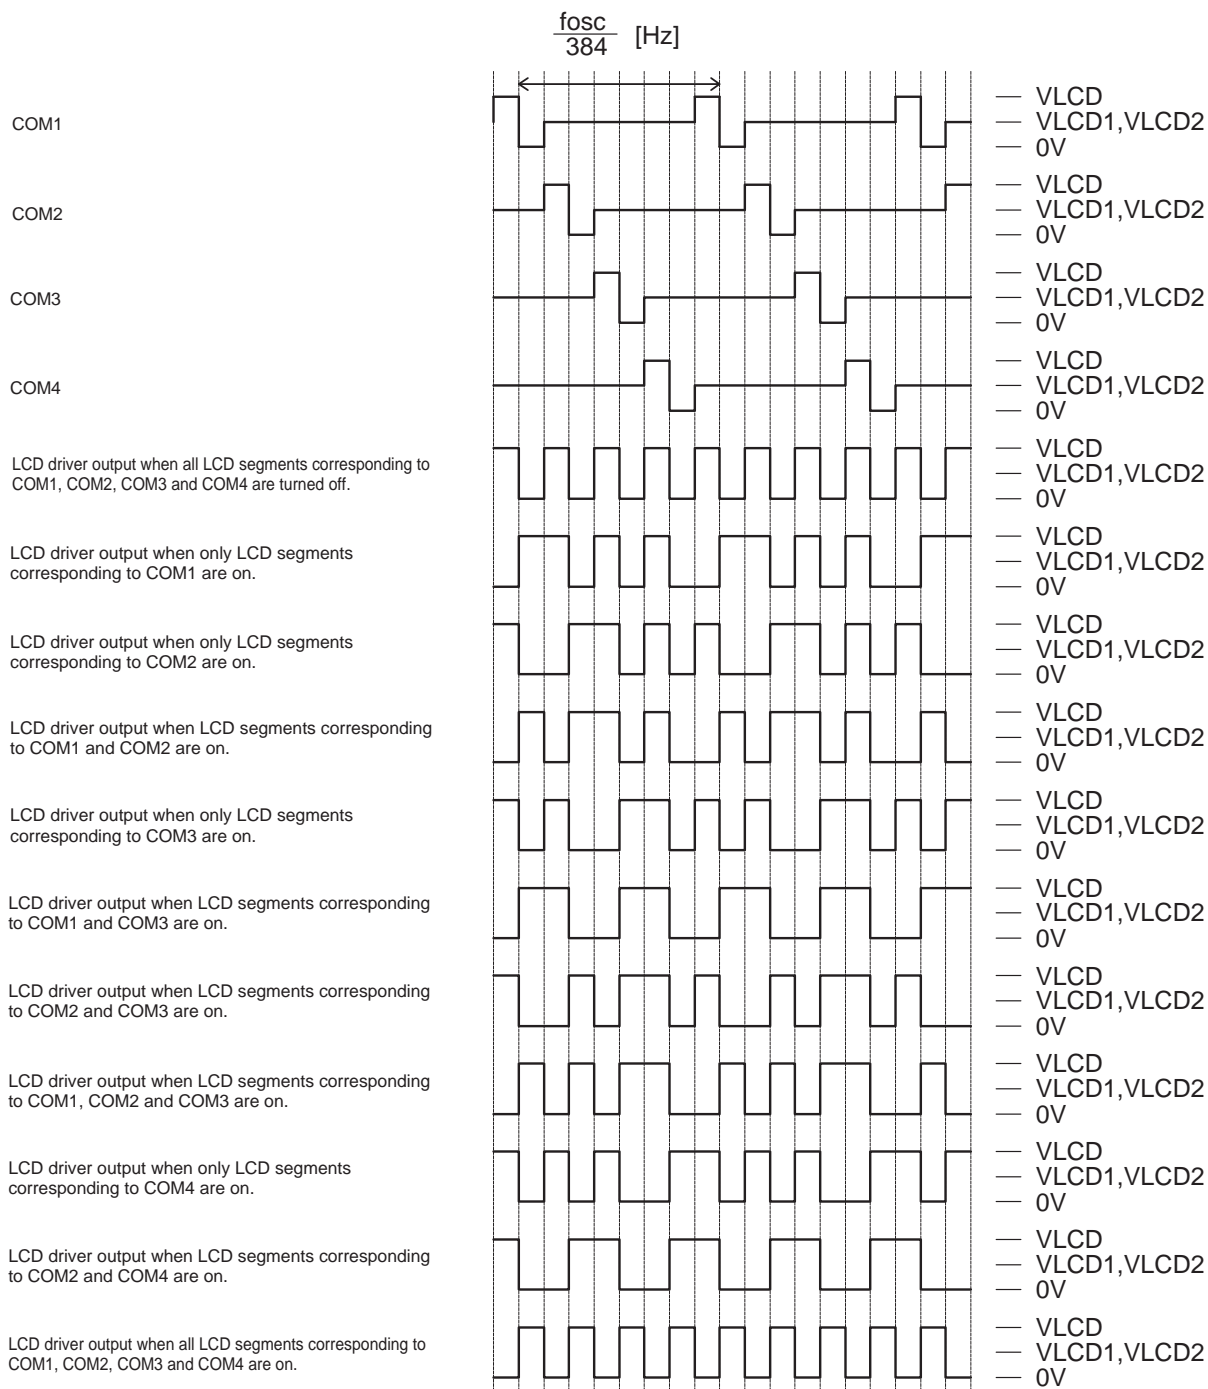 fosc
384 [Hz]
COM1
VLCD
VLCD1,VLCD2
0V
COM2
VLCD
VLCD1,VLCD2
0V
COM3
VLCD
VLCD1,VLCD2
0V
COM4
VLCD
VLCD1,VLCD2
0V
LCD driver output when all LCD segments corresponding to
COM1, COM2, COM3 and COM4 are turned off.
VLCD
VLCD1,VLCD2
0V
LCD driver output when only LCD segments
corresponding to COM1 are on.
VLCD
VLCD1,VLCD2
0V
LCD driver output when only LCD segments
corresponding to COM2 are on.
VLCD
VLCD1,VLCD2
0V
LCD driver output when LCD segments corresponding
to COM1 and COM2 are on.
VLCD
VLCD1,VLCD2
0V
LCD driver output when only LCD segments
corresponding to COM3 are on.
VLCD
VLCD1,VLCD2
0V
LCD driver output when LCD segments corresponding
to COM1 and COM3 are on.
VLCD
VLCD1,VLCD2
0V
LCD driver output when LCD segments corresponding
to COM2 and COM3 are on.
VLCD
VLCD1,VLCD2
0V
LCD driver output when LCD segments corresponding
to COM1, COM2 and COM3 are on.
VLCD
VLCD1,VLCD2
0V
LCD driver output when only LCD segments
corresponding to COM4 are on.
VLCD
VLCD1,VLCD2
0V
LCD driver output when LCD segments corresponding
to COM2 and COM4 are on.
VLCD
VLCD1,VLCD2
0V
LCD driver output when all LCD segments corresponding to
COM1, COM2, COM3 and COM4 are on.
VLCD
VLCD1,VLCD2
0V